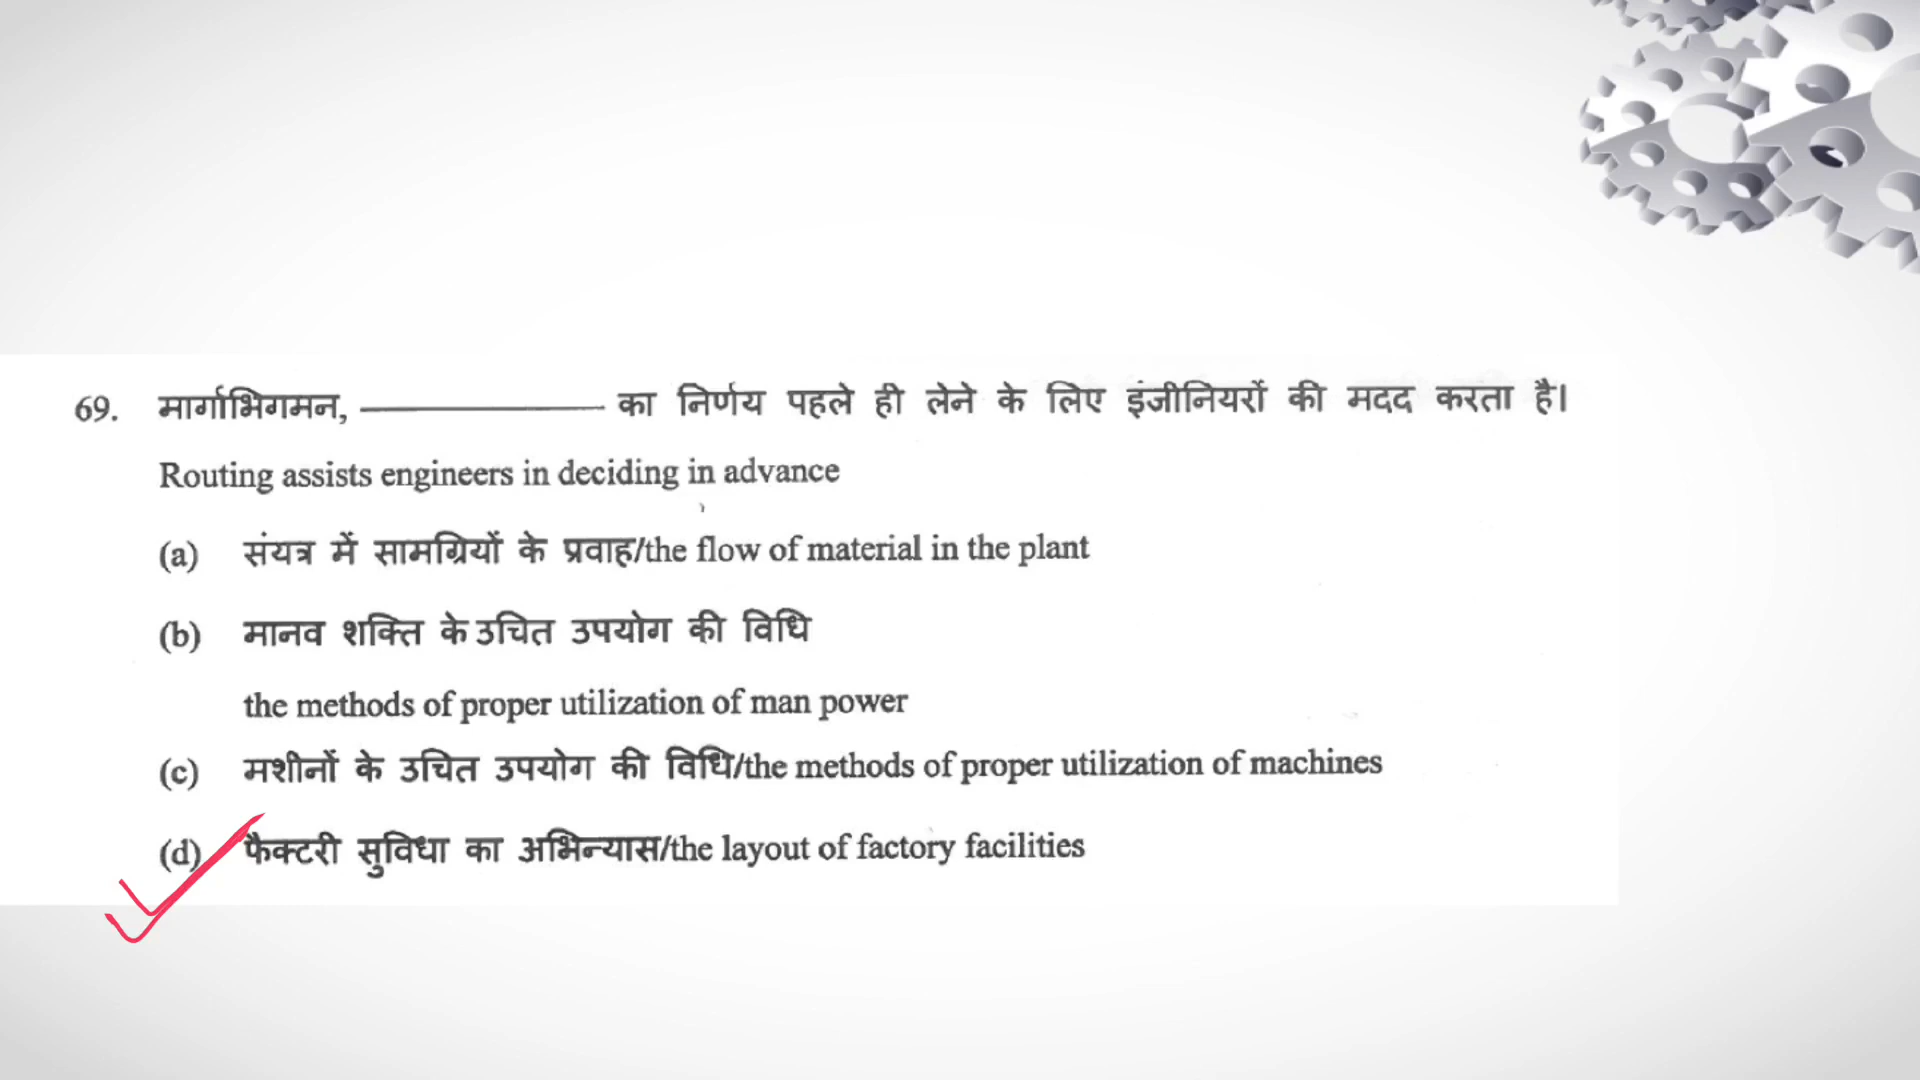 69. मार्गाभिगमन, ———————— का निर्णय पहले ही लेने के लिए इंजीनियरों की मदद करता है।
Routing assists engineers in deciding in advance
(a) संयत्र में सामग्रियों के प्रवाह/the flow of material in the plant
(b) मानव शक्ति के उचित उपयोग की विधि
the methods of proper utilization of man power
(c) मशीनों के उचित उपयोग की विधि/the methods of proper utilization of machines
(d) फैक्टरी सुविधा का अभिन्यास/the layout of factory facilities